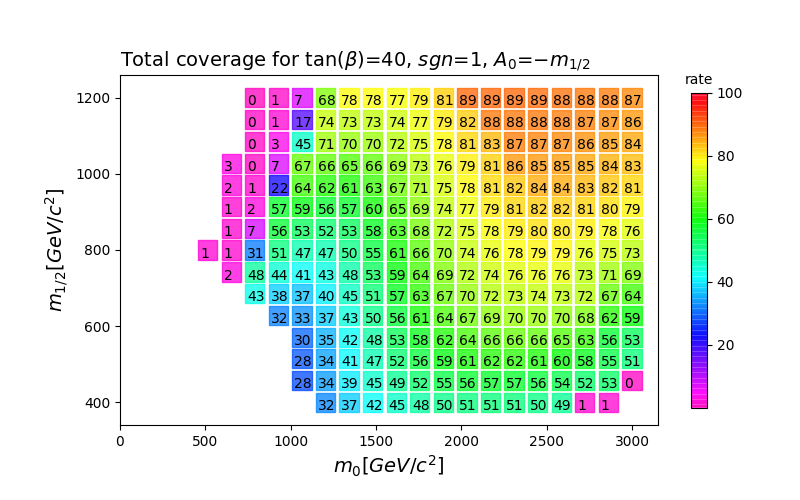 Total coverage for tan(β)=40, sgn=1, A₀=−m₁/₂
rate
1200 0 1 7 68 78 78 77 79 81 89 89 89 89 88 88 88 87 100
0 1 17 74 73 73 74 77 79 82 88 88 88 88 87 87 86
0 3 45 71 70 70 72 75 78 81 83 87 87 87 86 85 84
1000 3 0 7 67 66 65 66 69 73 76 79 81 86 85 85 85 84 83 80
2 1 22 64 62 61 63 67 71 75 78 81 82 84 84 83 82 81
1 2 57 59 56 57 60 65 69 74 77 79 81 82 82 81 80 79
1 7 56 53 52 53 58 63 68 72 75 78 79 80 80 79 78 76 60
800 1 1 31 51 47 47 50 55 61 66 70 74 76 78 78 78 76 75 73
2 48 44 41 43 48 53 59 64 69 72 74 76 76 76 73 71 69
43 38 37 40 45 51 57 63 67 70 72 73 74 73 72 67 64 40
600 32 33 37 43 50 56 61 64 67 69 70 70 70 68 62 59
30 35 42 48 53 58 62 64 66 66 66 65 63 56 53
28 34 41 47 52 56 59 61 62 62 61 60 58 55 51 20
28 34 39 45 49 52 55 56 57 57 56 54 52 53 0
400 32 37 42 45 48 50 51 51 51 50 49 1 1
0 500 1000 1500 2000 2500 3000
m₁/₂[GeV/c²]
m₀[GeV/c²]